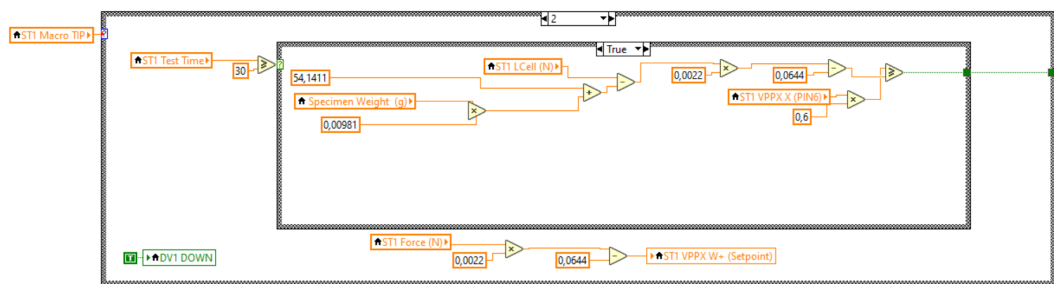 2
ST1 Macro TIP
True
ST1 Test Time
30
54,1411
ST1 LCell (N)
0,0022
0,0644
Specimen Weight (g)
ST1 VPPX X (PIN6)
0,00981
0,6
ST1 Force (N)
T
DV1 DOWN
0,0022
0,0644
ST1 VPPX W+ (Setpoint)